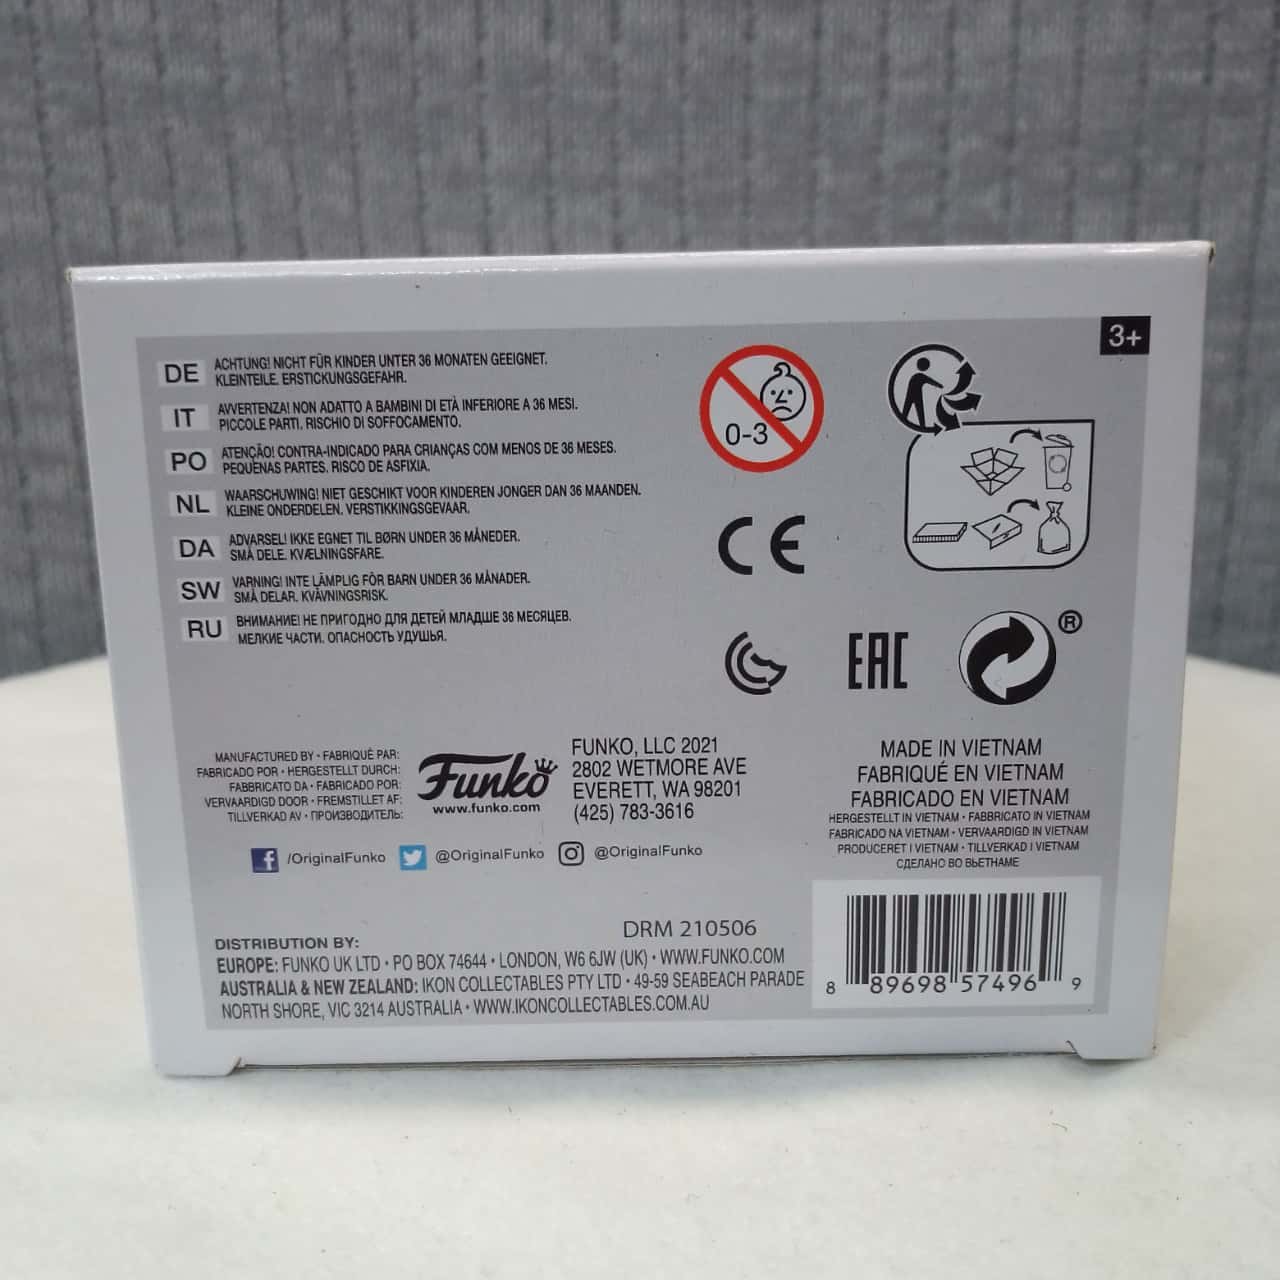 3+
DE ACHTUNG! NICHT FÜR KINDER UNTER 36 MONATEN GEEIGNET.
KLEINTEILE. ERSTICKUNGSGEFAHR.
IT AVVERTENZA! NON ADATTO A BAMBINI DI ETÀ INFERIORE A 36 MESI.
PICCOLE PARTI. RISCHIO DI SOFFOCAMENTO.
PO ATENÇÃO! CONTRA-INDICADO PARA CRIANÇAS COM MENOS DE 36 MESES.
PEQUENAS PARTES. RISCO DE ASFIXIA.
NL WAARSCHUWING! NIET GESCHIKT VOOR KINDEREN JONGER DAN 36 MAANDEN.
KLEINE ONDERDELEN. VERSTIKKINGSGEVAAR.
DA ADVARSEL! IKKE EGNET TIL BØRN UNDER 36 MÅNEDER.
SMÅ DELE. KVÆLNINGSFARE.
SW VARNING! INTE LÄMPLIG FÖR BARN UNDER 36 MÅNADER.
SMÅ DELAR. KVÄVNINGSRISK.
RU ВНИМАНИЕ! НЕ ПРИГОДНО ДЛЯ ДЕТЕЙ МЛАДШЕ 36 МЕСЯЦЕВ.
МЕЛКИЕ ЧАСТИ. ОПАСНОСТЬ УДУШЬЯ.
0-3
CE
EAC
®
MANUFACTURED BY • FABRIQUÉ PAR:
FABRICADO POR • HERGESTELLT DURCH:
FABBRICATO DA • FABRICADO POR:
VERVAARDIGD DOOR • FREMSTILLET AF:
TILLVERKAD AV • ПРОИЗВОДИТЕЛЬ:
Funko
www.funko.com
FUNKO, LLC 2021
2802 WETMORE AVE
EVERETT, WA 98201
(425) 783-3616
MADE IN VIETNAM
FABRIQUÉ EN VIETNAM
FABRICADO EN VIETNAM
HERGESTELLT IN VIETNAM • FABBRICATO IN VIETNAM
FABRICADO NA VIETNAM • VERVAARDIGD IN VIETNAM
PRODUCERET I VIETNAM • TILLVERKAD I VIETNAM
СДЕЛАНО ВО ВЬЕТНАМЕ
f /OriginalFunko @OriginalFunko @OriginalFunko
DRM 210506
DISTRIBUTION BY:
EUROPE: FUNKO UK LTD • PO BOX 74644 • LONDON, W6 6JW (UK) • WWW.FUNKO.COM
AUSTRALIA & NEW ZEALAND: IKON COLLECTABLES PTY LTD • 49-59 SEABEACH PARADE
NORTH SHORE, VIC 3214 AUSTRALIA • WWW.IKONCOLLECTABLES.COM.AU
8 89698 57496 9